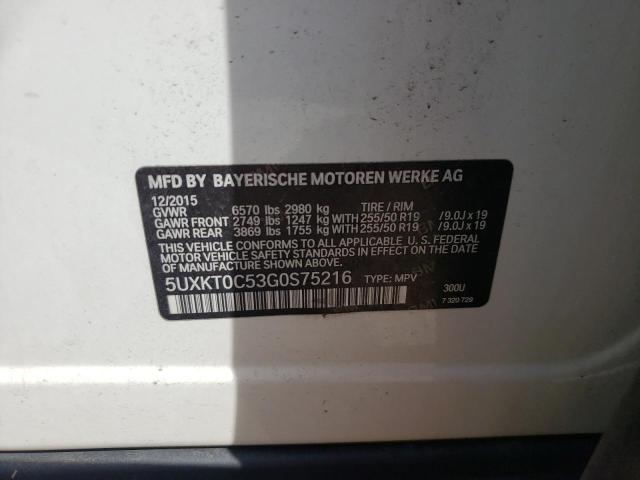 MFD BY BAYERISCHE MOTOREN WERKE AG
12/2015 TIRE / RIM
GVWR 6570 lbs 2980 kg
GAWR FRONT 2749 lbs 1247 kg WITH 255/50 R19 /9.0J x 19
GAWR REAR 3869 lbs 1755 kg WITH 255/50 R19 /9.0J x 19
THIS VEHICLE CONFORMS TO ALL APPLICABLE U.S. FEDERAL
MOTOR VEHICLE SAFETY STANDARDS IN EFFECT ON THE DATE
OF MANUFACTURE SHOWN ABOVE.
5UXKT0C53G0S75216 TYPE: MPV
300U
7 320 729